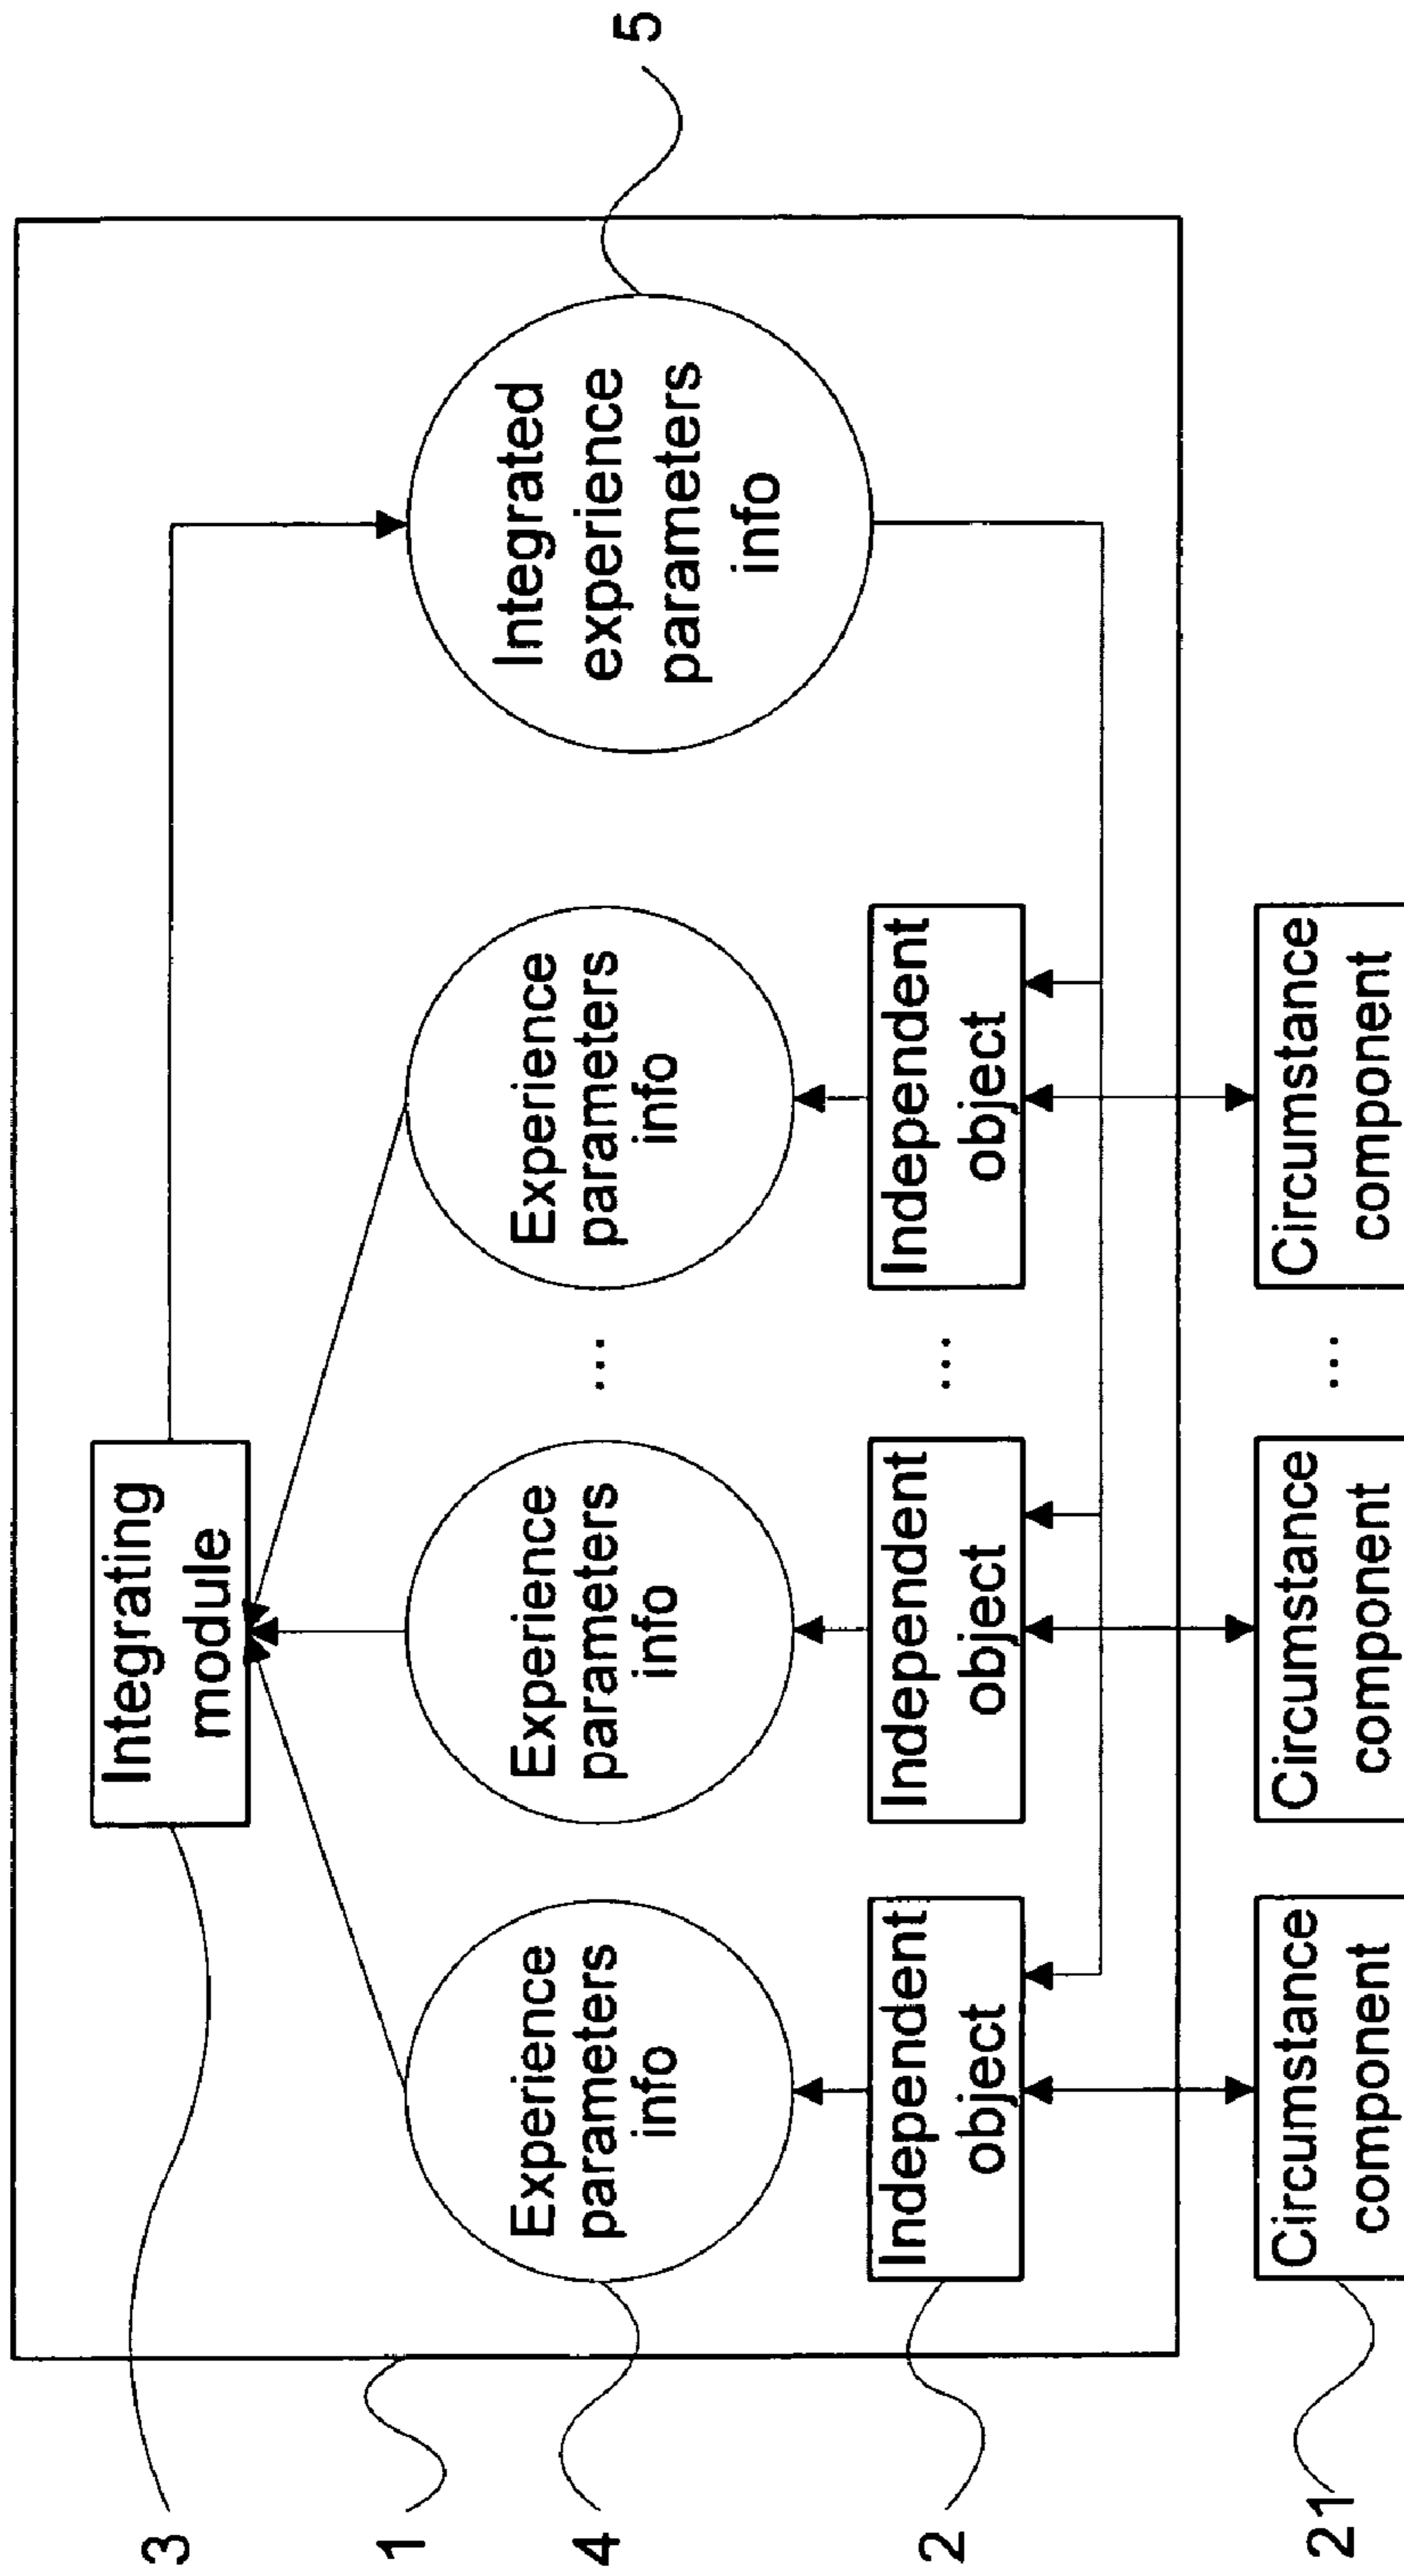 3
Integrating
module
1
4
Experience
parameters
info
Experience
parameters
info
...
Experience
parameters
info
Integrated
experience
parameters
info
5
2
Independent
object
Independent
object
...
Independent
object
21
Circumstance
component
Circumstance
component
...
Circumstance
component